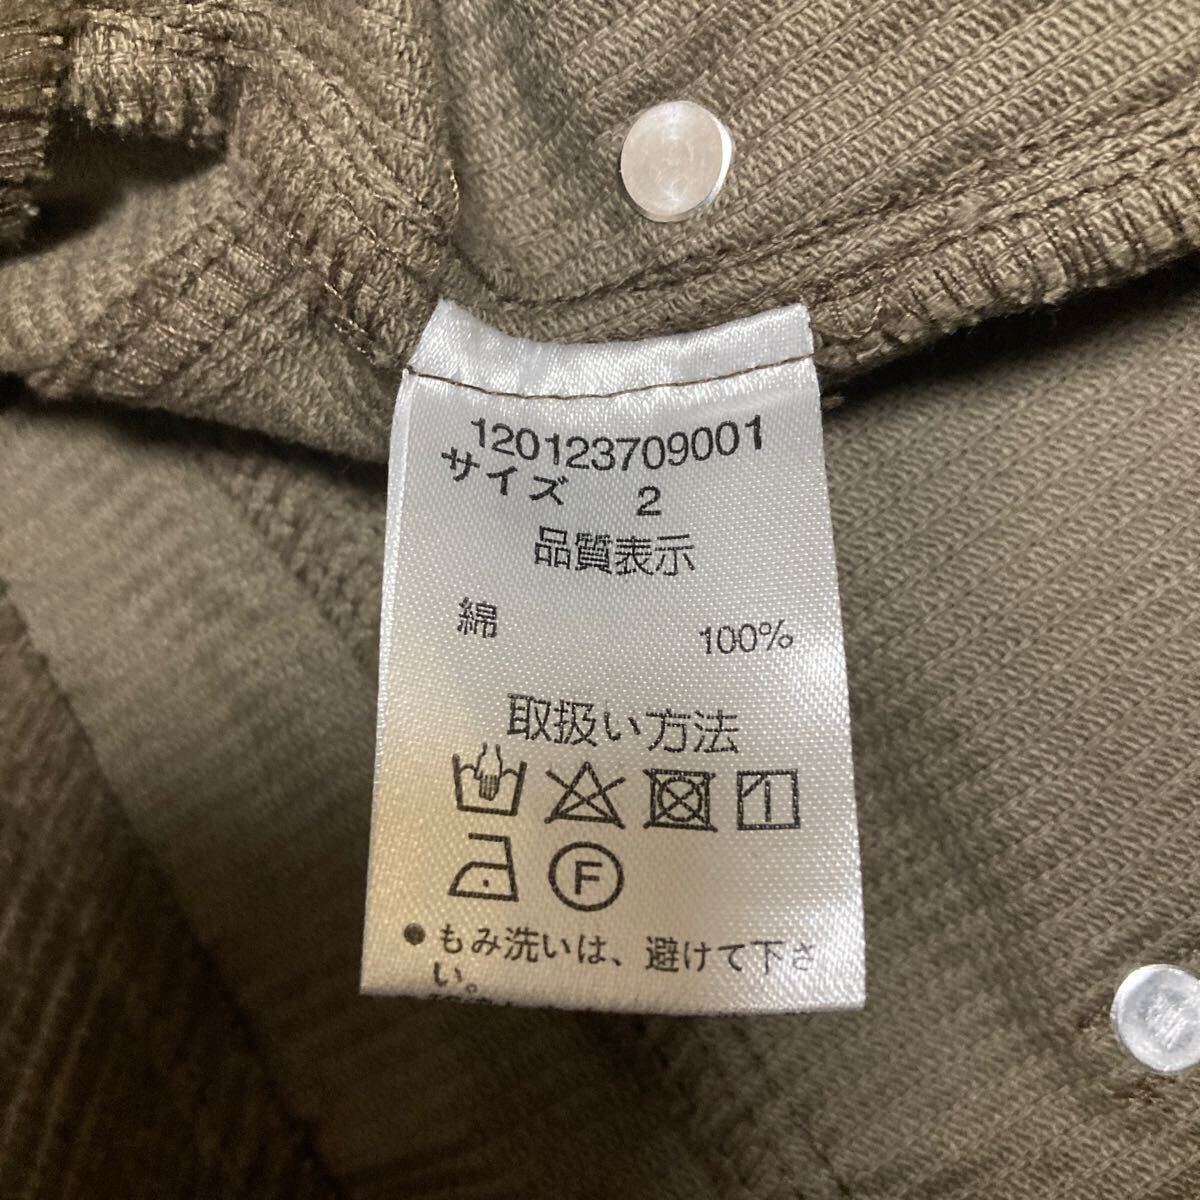 120123709001
サイズ 2
品質表示
綿 100%
取扱い方法
F
●もみ洗いは、避けて下さ
い。